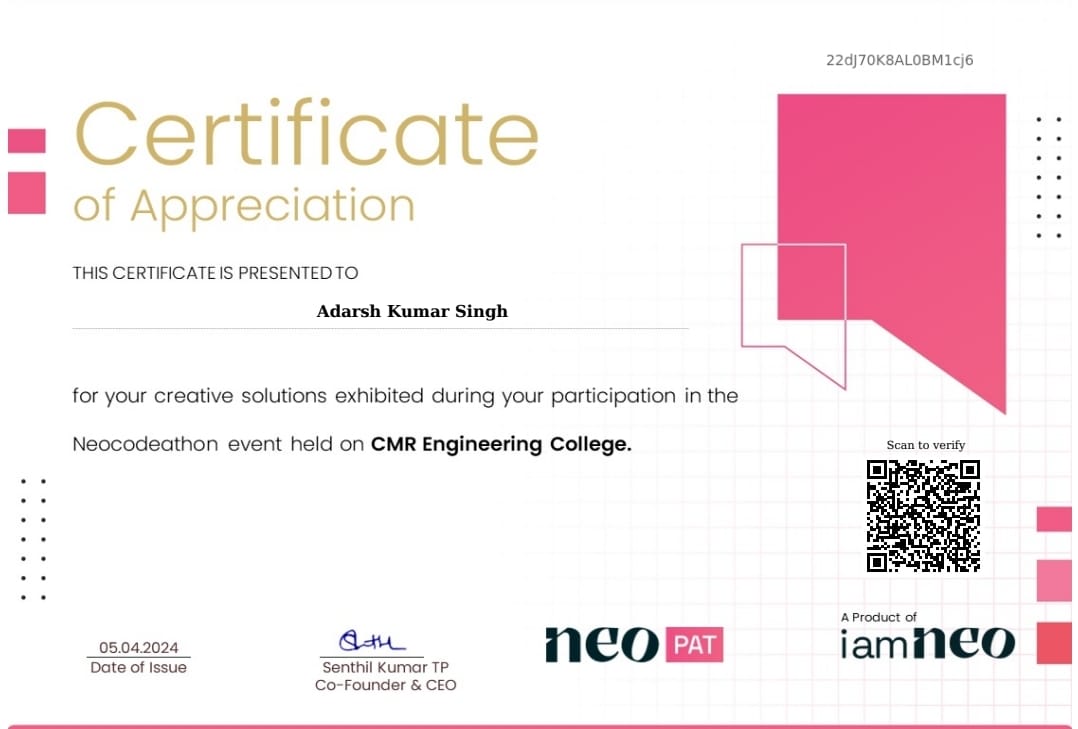 22dJ70K8AL0BM1cj6
Certificate
of Appreciation
THIS CERTIFICATE IS PRESENTED TO
Adarsh Kumar Singh
for your creative solutions exhibited during your participation in the
Neocodeathon event held on CMR Engineering College.
Scan to verify
05.04.2024
Date of Issue
Senthil Kumar TP
Co-Founder & CEO
neo PAT
A Product of
iamneo